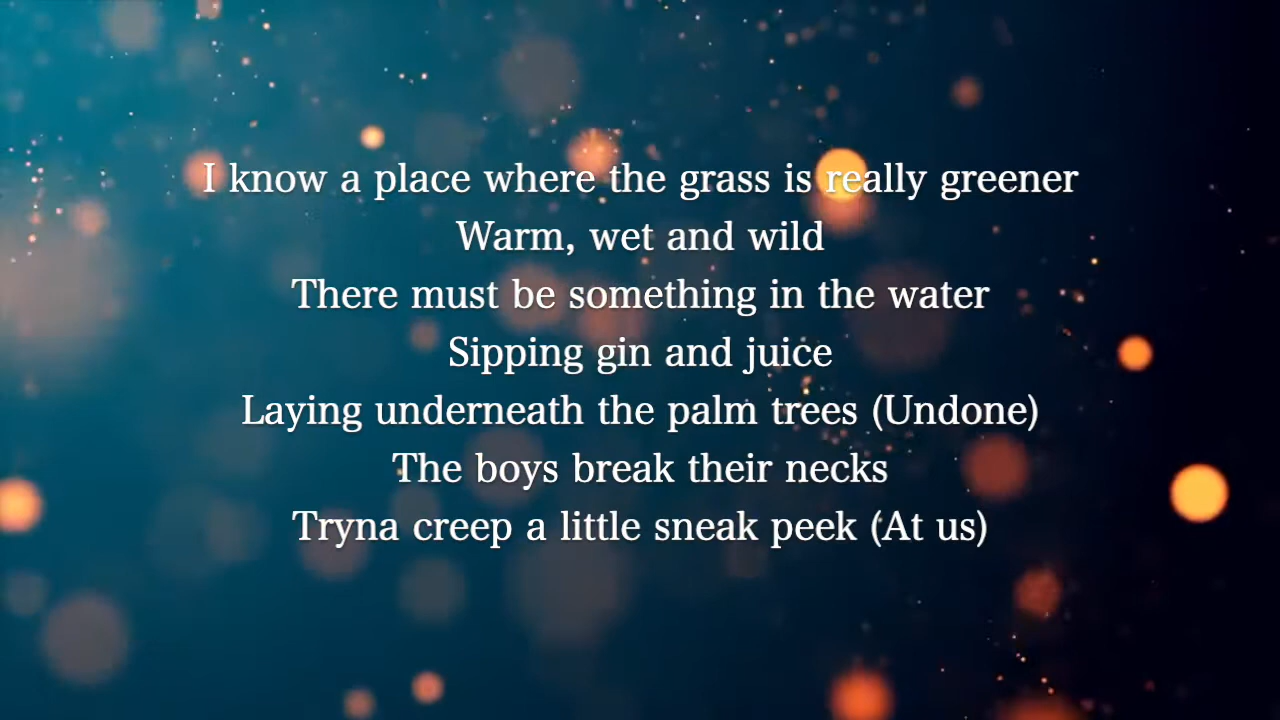 I know a place where the grass is really greener
Warm, wet and wild
There must be something in the water
Sipping gin and juice
Laying underneath the palm trees (Undone)
The boys break their necks
Tryna creep a little sneak peek (At us)